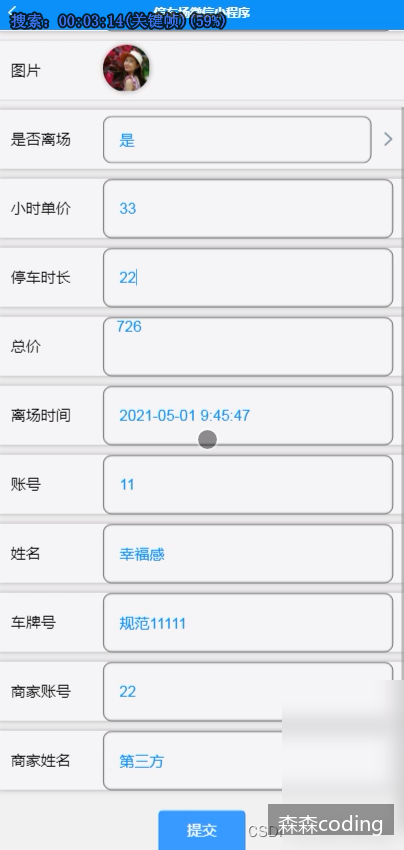 停车场微信小程序
搜索: 00:03:14(关键帧)(59%)
图片
是否离场 是
小时单价 33
停车时长 22
总价 726
离场时间 2021-05-01 9:45:47
账号 11
姓名 幸福感
车牌号 规范11111
商家账号 22
商家姓名 第三方
提交
森森coding